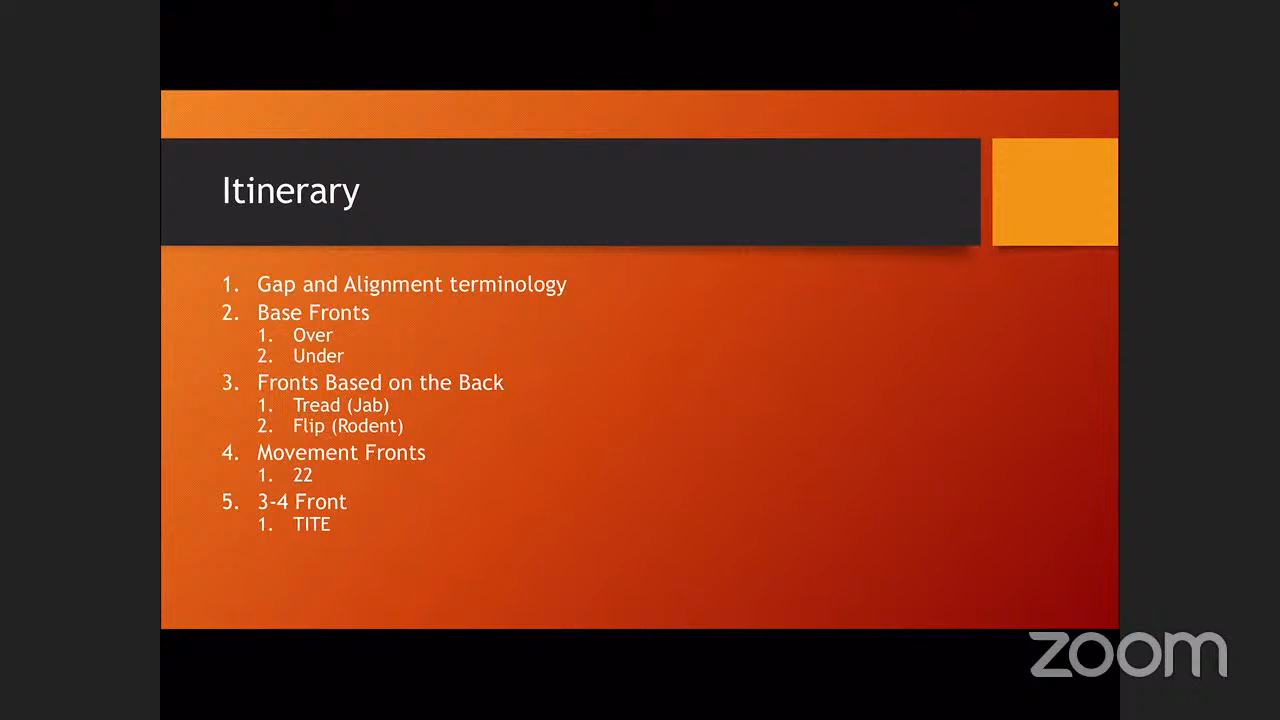 Itinerary
1. Gap and Alignment terminology
2. Base Fronts
1. Over
2. Under
3. Fronts Based on the Back
1. Tread (Jab)
2. Flip (Rodent)
4. Movement Fronts
1. 22
5. 3-4 Front
1. TITE
zoom